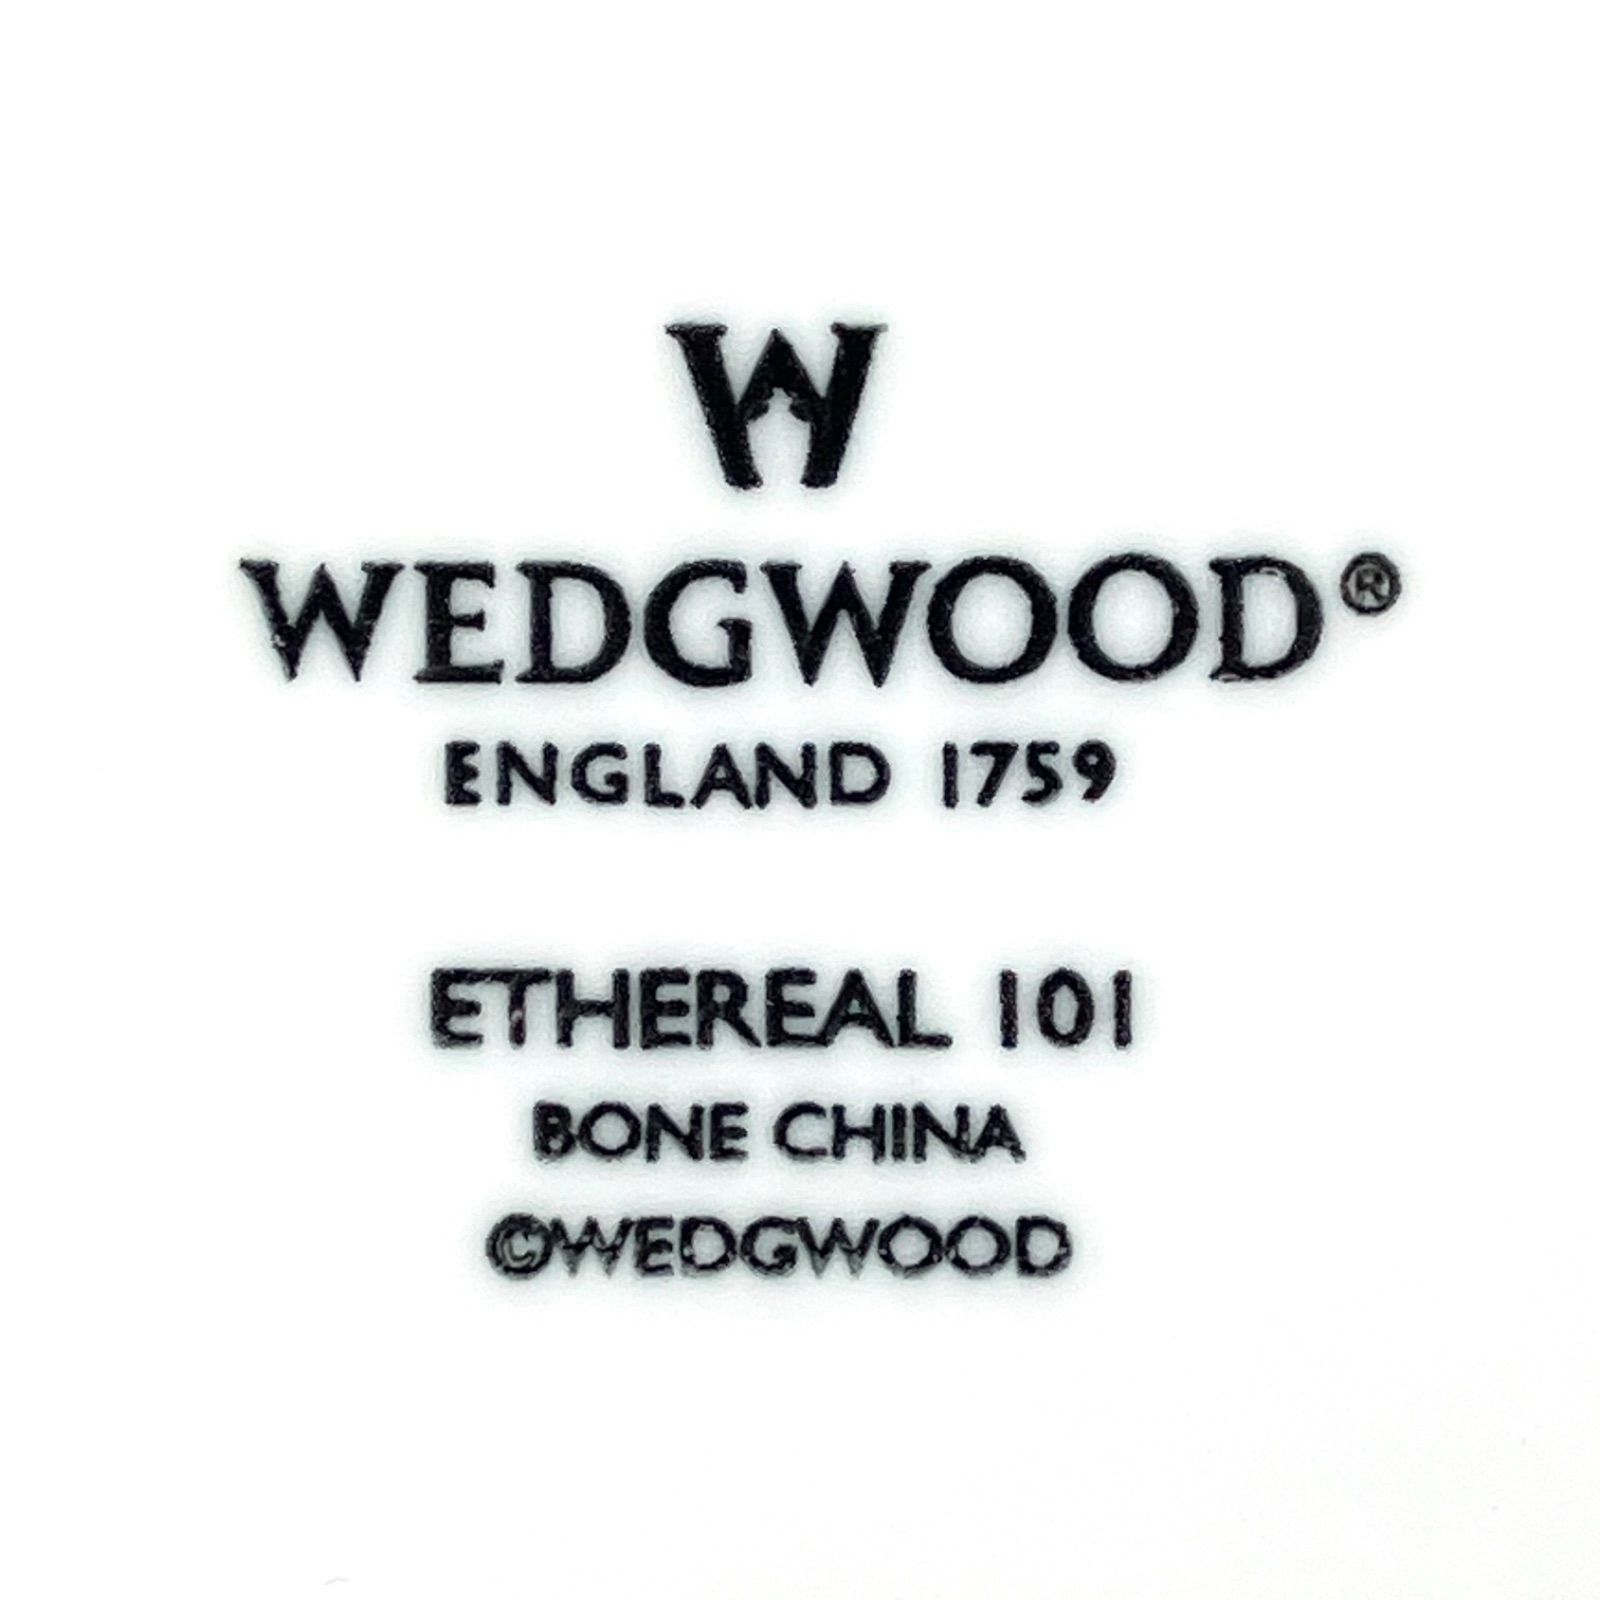 W
WEDGWOOD®
ENGLAND 1759
ETHEREAL 101
BONE CHINA
©WEDGWOOD